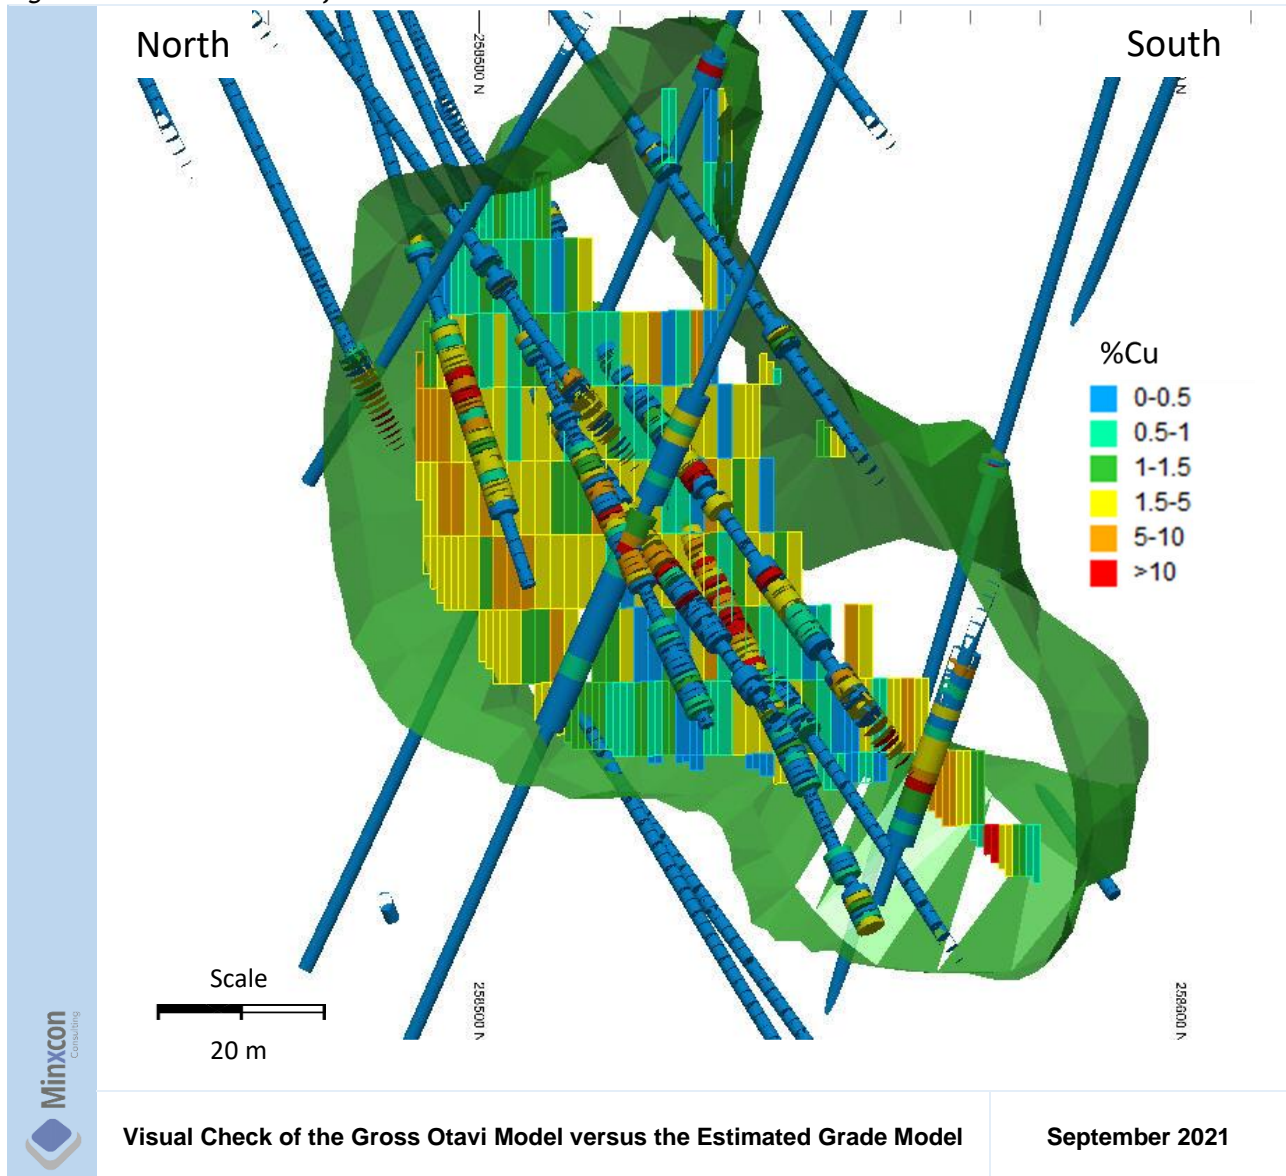 North
South
258500 N
%Cu
0-0.5
0.5-1
1-1.5
1.5-5
5-10
>10
Scale
20 m
258500 N
258600 N
Minxcon
Consulting
Visual Check of the Gross Otavi Model versus the Estimated Grade Model
September 2021